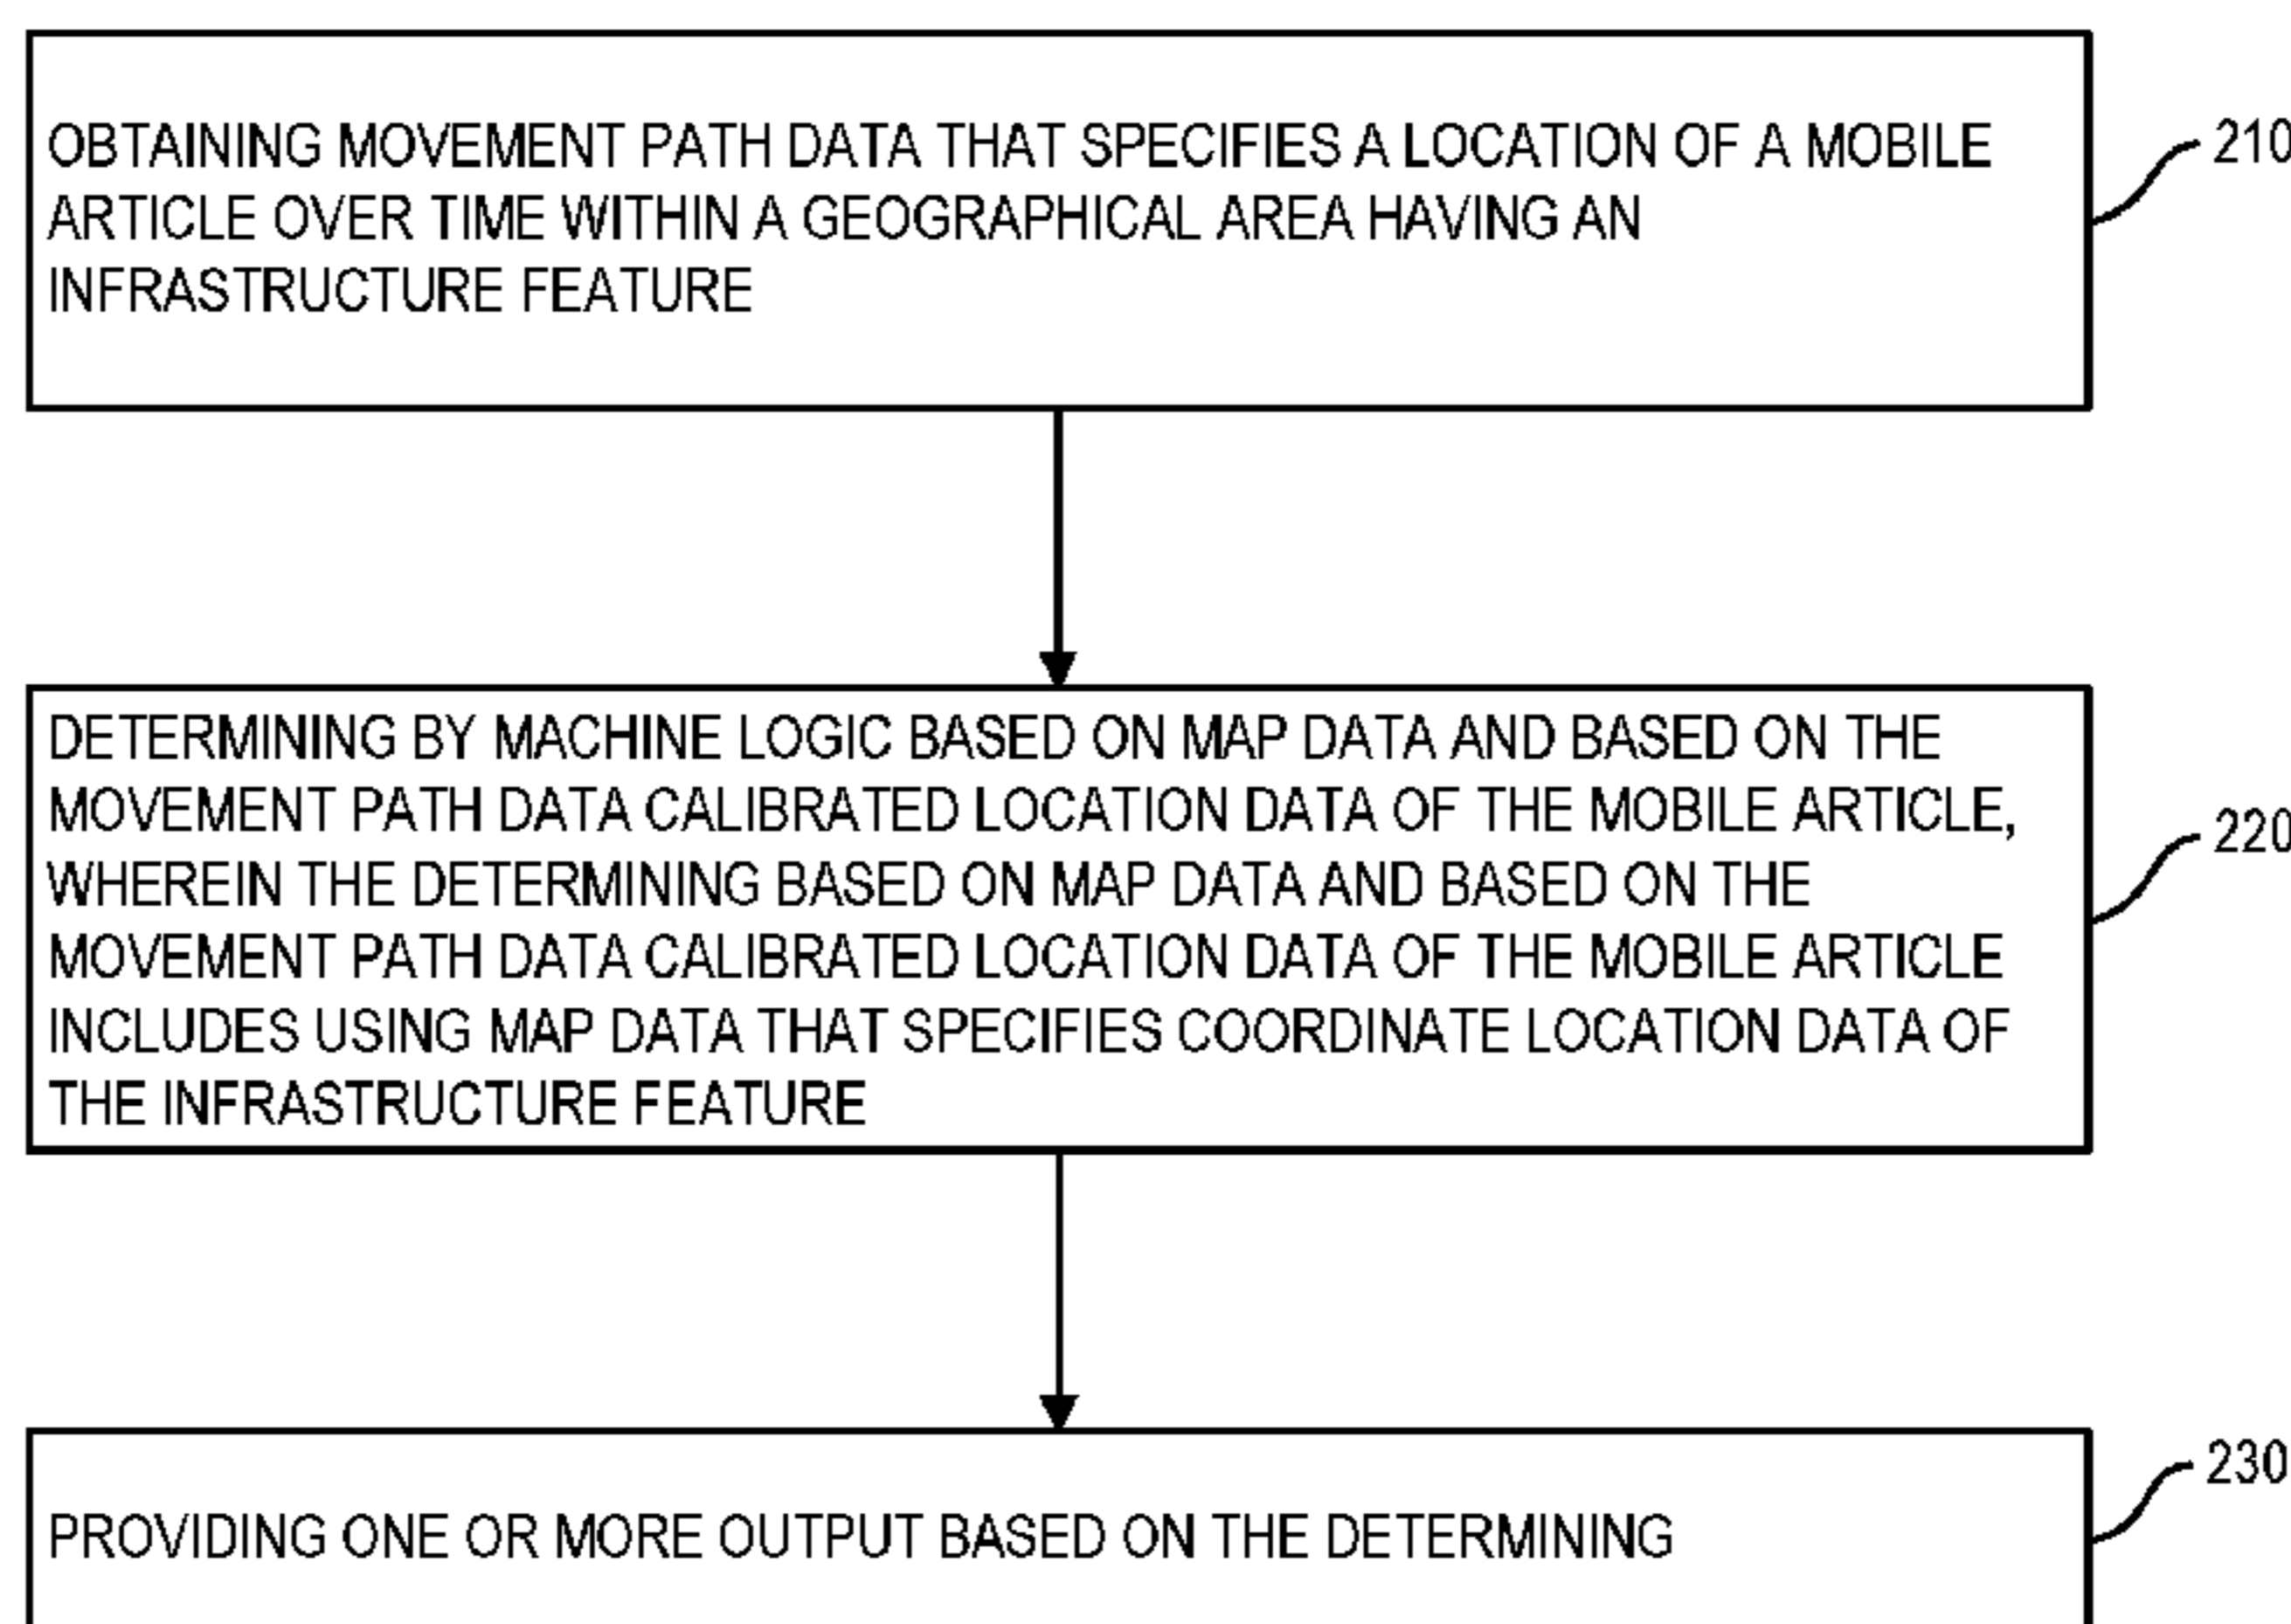 OBTAINING MOVEMENT PATH DATA THAT SPECIFIES A LOCATION OF A MOBILE
ARTICLE OVER TIME WITHIN A GEOGRAPHICAL AREA HAVING AN
INFRASTRUCTURE FEATURE
210
DETERMINING BY MACHINE LOGIC BASED ON MAP DATA AND BASED ON THE
MOVEMENT PATH DATA CALIBRATED LOCATION DATA OF THE MOBILE ARTICLE,
WHEREIN THE DETERMINING BASED ON MAP DATA AND BASED ON THE
MOVEMENT PATH DATA CALIBRATED LOCATION DATA OF THE MOBILE ARTICLE
INCLUDES USING MAP DATA THAT SPECIFIES COORDINATE LOCATION DATA OF
THE INFRASTRUCTURE FEATURE
220
PROVIDING ONE OR MORE OUTPUT BASED ON THE DETERMINING
230